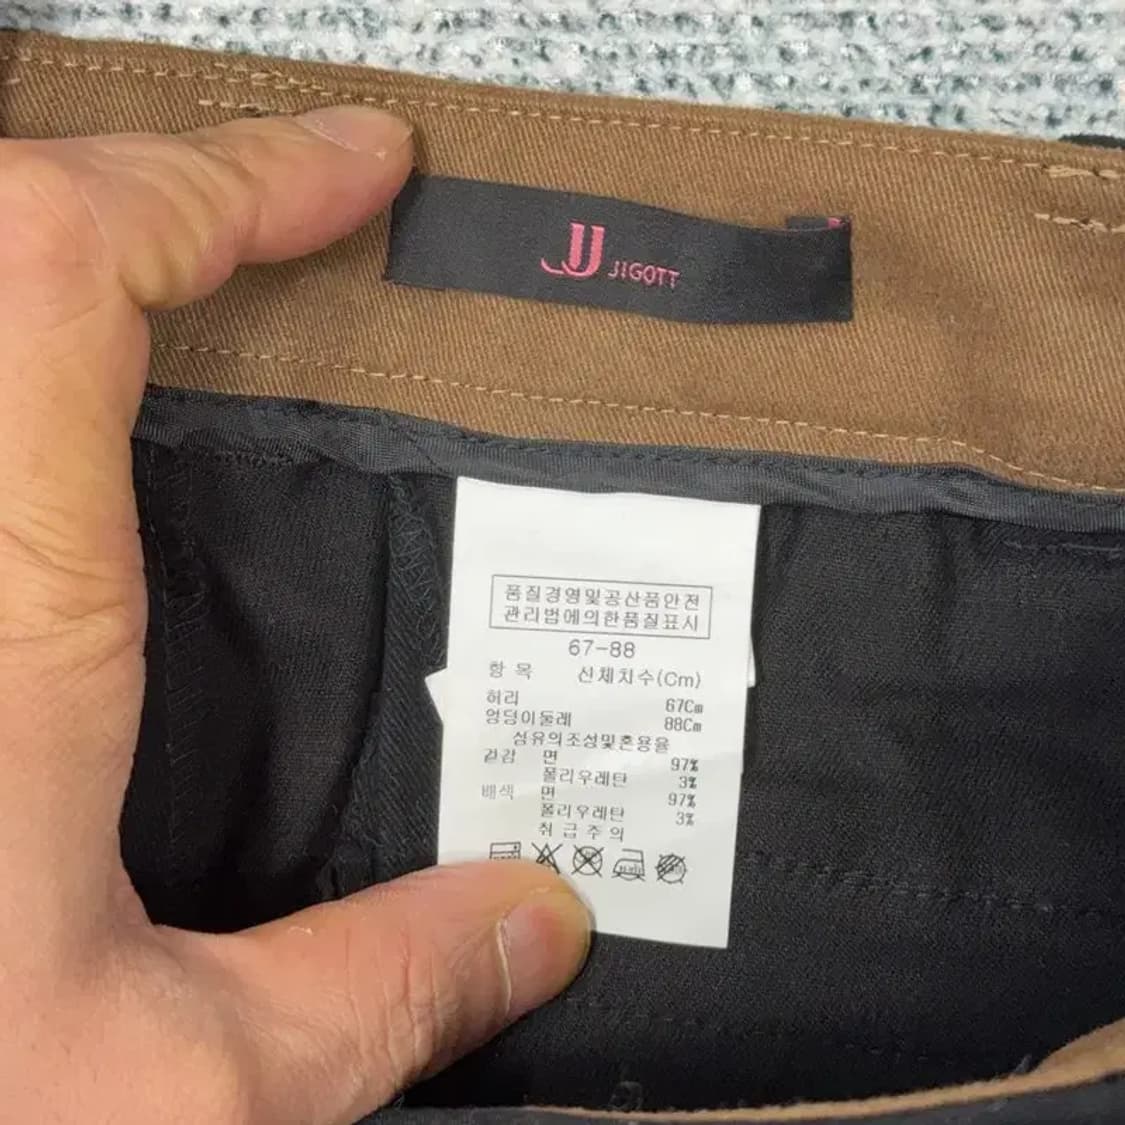 JJ JIGOTT
품질경영및공산품안전
관리법에의한품질표시
67-88
항 목 신체치수(Cm)
허리 67Cm
엉덩이둘레 88Cm
섬유의조성및혼용율
겉감 면 97%
폴리우레탄 3%
배색 면 97%
폴리우레탄 3%
취 급 주 의